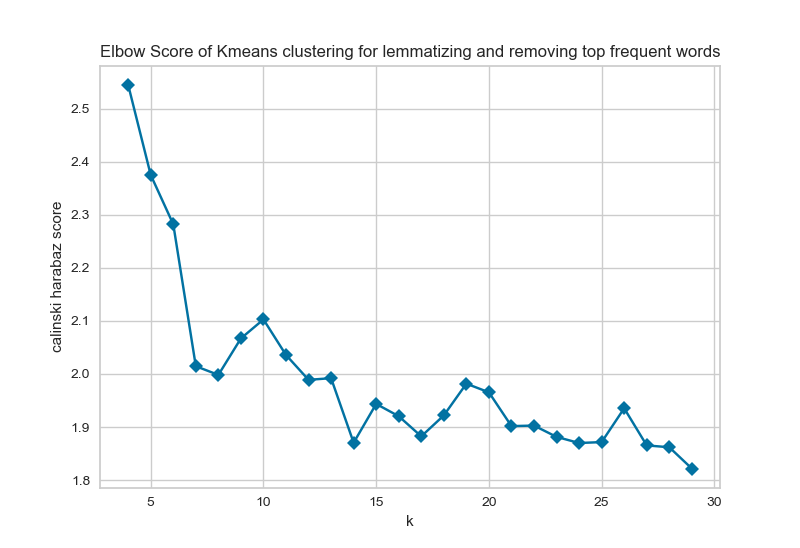 Elbow Score of Kmeans clustering for lemmatizing and removing top frequent words
calinski harabaz score
2.5
2.4
2.3
2.2
2.1
2.0
1.9
1.8
5 10 15 20 25 30
k